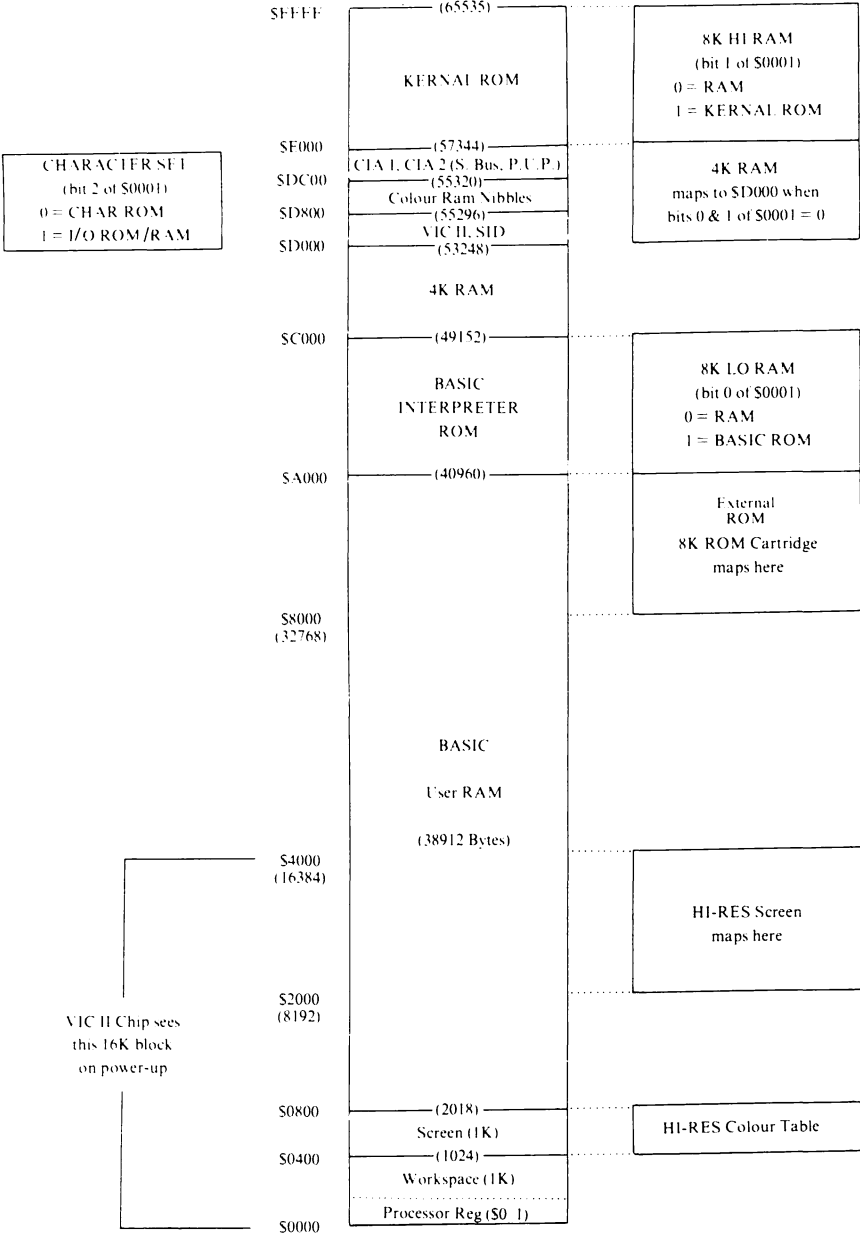 $FFFF
(65535)
KERNAL ROM
8K HI RAM
(bit 1 of $0001)
0 = RAM
1 = KERNAL ROM
$E000
(57344)
CIA 1, CIA 2 (S. Bus, P.U.P.)
$DC00
(55320)
Colour Ram Nibbles
$D800
(55296)
VIC II, SID
$D000
(53248)
CHARACTER SET
(bit 2 of $0001)
0 = CHAR ROM
1 = I/O ROM/RAM
4K RAM
maps to $D000 when
bits 0 & 1 of $0001 = 0
4K RAM
$C000
(49152)
BASIC
INTERPRETER
ROM
8K LO RAM
(bit 0 of $0001)
0 = RAM
1 = BASIC ROM
$A000
(40960)
External
ROM
8K ROM Cartridge
maps here
$8000
(32768)
BASIC
User RAM
(38912 Bytes)
$4000
(16384)
HI-RES Screen
maps here
$2000
(8192)
VIC II Chip sees
this 16K block
on power-up
$0800
(2018)
Screen (1K)
HI-RES Colour Table
$0400
(1024)
Workspace (1K)
Processor Reg ($0 1)
$0000